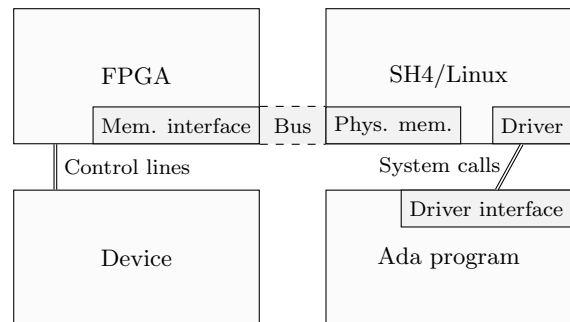 FPGA
SH4/Linux
Mem. interface
Bus
Phys. mem.
Driver
Control lines
System calls
Driver interface
Device
Ada program